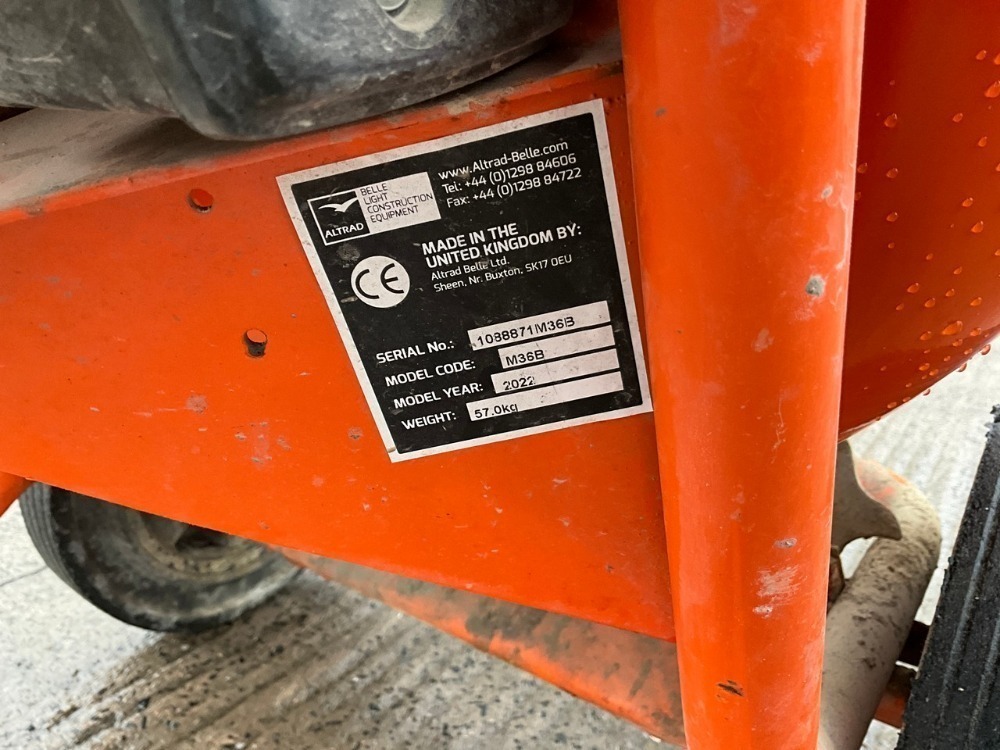 BELLE
LIGHT
CONSTRUCTION
EQUIPMENT
ALTRAD
www.Altrad-Belle.com
Tel: +44 (0)1298 84606
Fax: +44 (0)1298 84722
MADE IN THE
UNITED KINGDOM BY:
Altrad Belle Ltd.
Sheen, Nr. Buxton, SK17 0EU
CE
SERIAL No.: 1088871M36B
MODEL CODE: M36B
MODEL YEAR: 2022
WEIGHT: 57.0kg